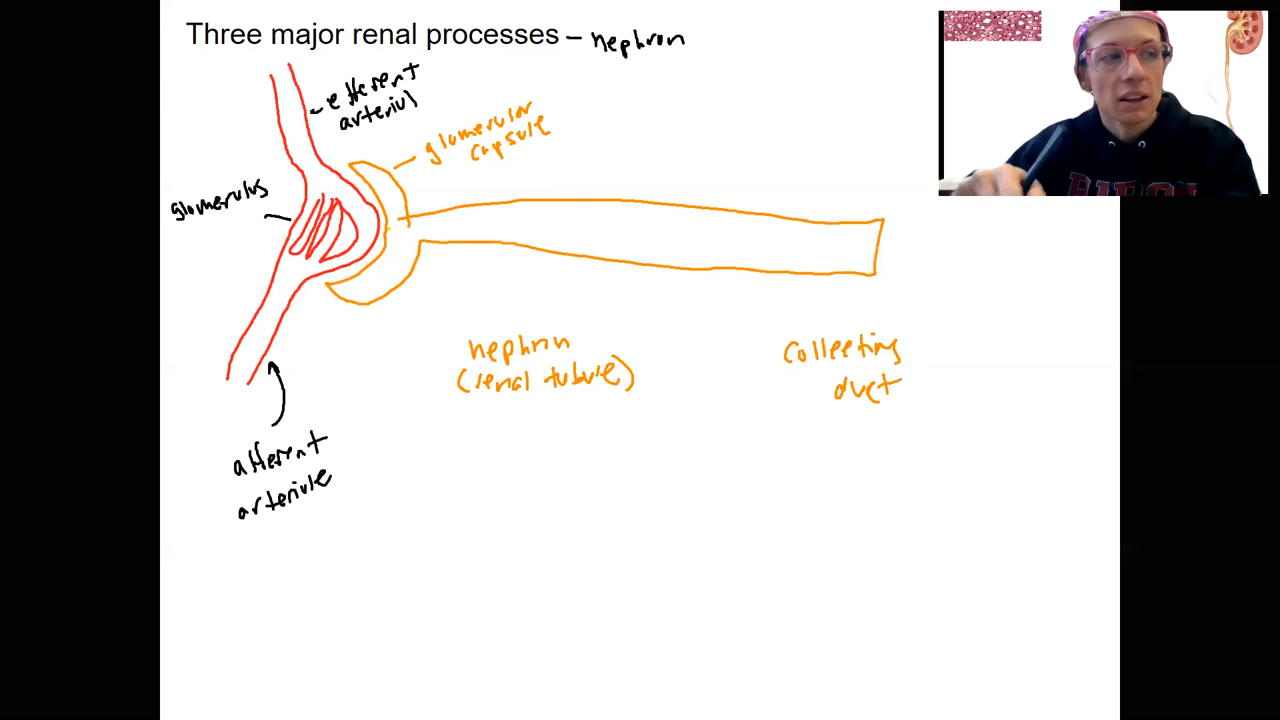 Three major renal processes – nephron
efferent
arteriol
glomerular
capsule
glomerulus
nephron
(renal tubule)
collecting
duct
afferent
arteriole